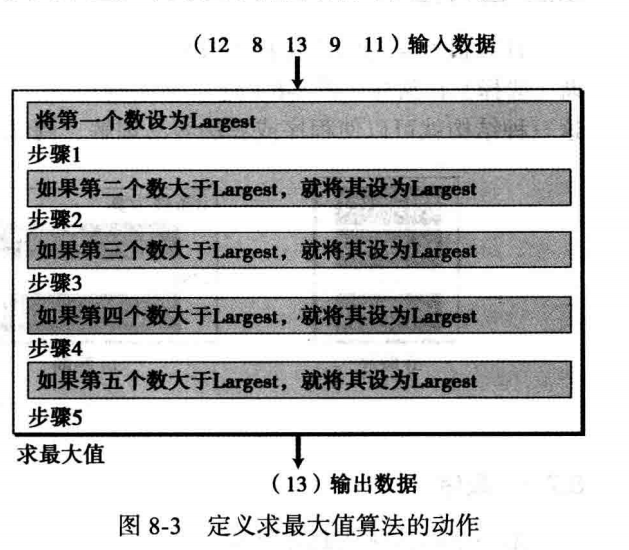 （12 8 13 9 11）输入数据
将第一个数设为Largest
步骤1
如果第二个数大于Largest，就将其设为Largest
步骤2
如果第三个数大于Largest，就将其设为Largest
步骤3
如果第四个数大于Largest，就将其设为Largest
步骤4
如果第五个数大于Largest，就将其设为Largest
步骤5
求最大值
（13）输出数据
图 8-3 定义求最大值算法的动作